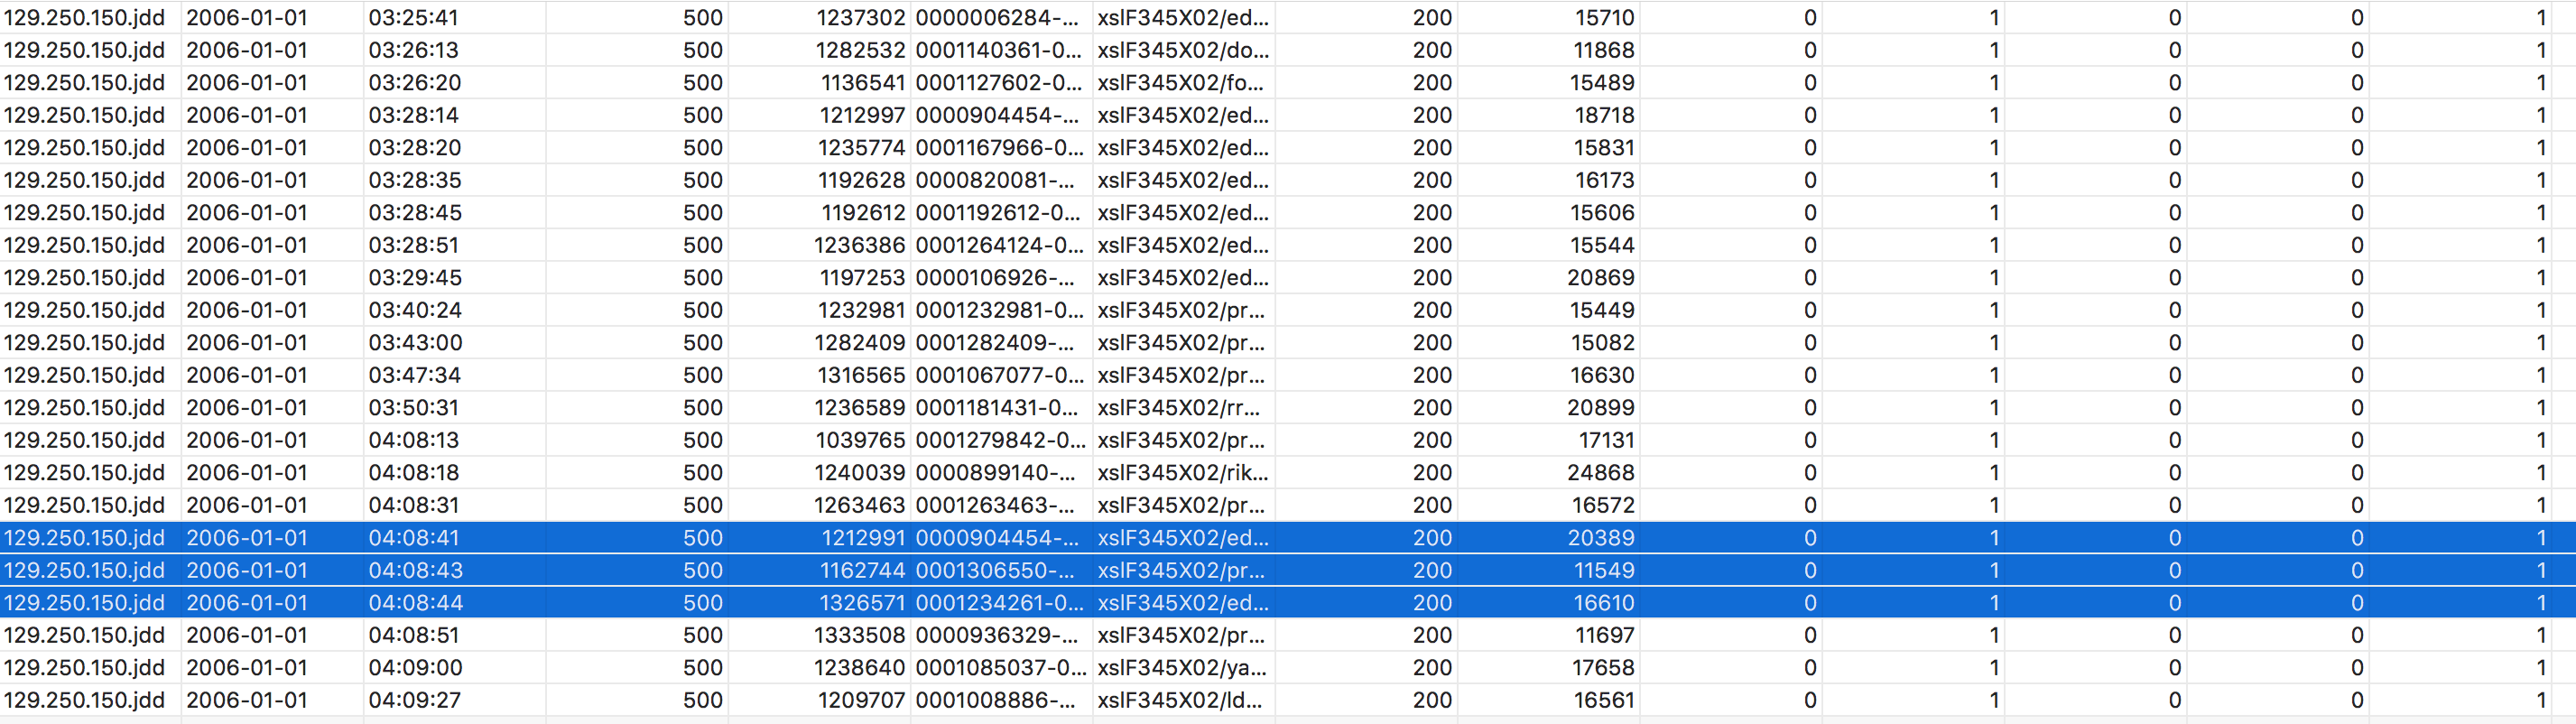 129.250.150.jdd 2006-01-01 03:25:41 500 1237302 0000006284-... xslF345X02/ed... 200 15710 0 1 0 0 1
129.250.150.jdd 2006-01-01 03:26:13 500 1282532 0001140361-0... xslF345X02/do... 200 11868 0 1 0 0 1
129.250.150.jdd 2006-01-01 03:26:20 500 1136541 0001127602-0... xslF345X02/fo... 200 15489 0 1 0 0 1
129.250.150.jdd 2006-01-01 03:28:14 500 1212997 0000904454-... xslF345X02/ed... 200 18718 0 1 0 0 1
129.250.150.jdd 2006-01-01 03:28:20 500 1235774 0001167966-0... xslF345X02/ed... 200 15831 0 1 0 0 1
129.250.150.jdd 2006-01-01 03:28:35 500 1192628 0000820081-... xslF345X02/ed... 200 16173 0 1 0 0 1
129.250.150.jdd 2006-01-01 03:28:45 500 1192612 0001192612-0... xslF345X02/ed... 200 15606 0 1 0 0 1
129.250.150.jdd 2006-01-01 03:28:51 500 1236386 0001264124-0... xslF345X02/ed... 200 15544 0 1 0 0 1
129.250.150.jdd 2006-01-01 03:29:45 500 1197253 0000106926-... xslF345X02/ed... 200 20869 0 1 0 0 1
129.250.150.jdd 2006-01-01 03:40:24 500 1232981 0001232981-0... xslF345X02/pr... 200 15449 0 1 0 0 1
129.250.150.jdd 2006-01-01 03:43:00 500 1282409 0001282409-... xslF345X02/pr... 200 15082 0 1 0 0 1
129.250.150.jdd 2006-01-01 03:47:34 500 1316565 0001067077-0... xslF345X02/pr... 200 16630 0 1 0 0 1
129.250.150.jdd 2006-01-01 03:50:31 500 1236589 0001181431-0... xslF345X02/rr... 200 20899 0 1 0 0 1
129.250.150.jdd 2006-01-01 04:08:13 500 1039765 0001279842-0... xslF345X02/pr... 200 17131 0 1 0 0 1
129.250.150.jdd 2006-01-01 04:08:18 500 1240039 0000899140-... xslF345X02/rik... 200 24868 0 1 0 0 1
129.250.150.jdd 2006-01-01 04:08:31 500 1263463 0001263463-... xslF345X02/pr... 200 16572 0 1 0 0 1
129.250.150.jdd 2006-01-01 04:08:41 500 1212991 0000904454-... xslF345X02/ed... 200 20389 0 1 0 0 1
129.250.150.jdd 2006-01-01 04:08:43 500 1162744 0001306550-... xslF345X02/pr... 200 11549 0 1 0 0 1
129.250.150.jdd 2006-01-01 04:08:44 500 1326571 0001234261-0... xslF345X02/ed... 200 16610 0 1 0 0 1
129.250.150.jdd 2006-01-01 04:08:51 500 1333508 0000936329-... xslF345X02/pr... 200 11697 0 1 0 0 1
129.250.150.jdd 2006-01-01 04:09:00 500 1238640 0001085037-0... xslF345X02/ya... 200 17658 0 1 0 0 1
129.250.150.jdd 2006-01-01 04:09:27 500 1209707 0001008886-... xslF345X02/ld... 200 16561 0 1 0 0 1